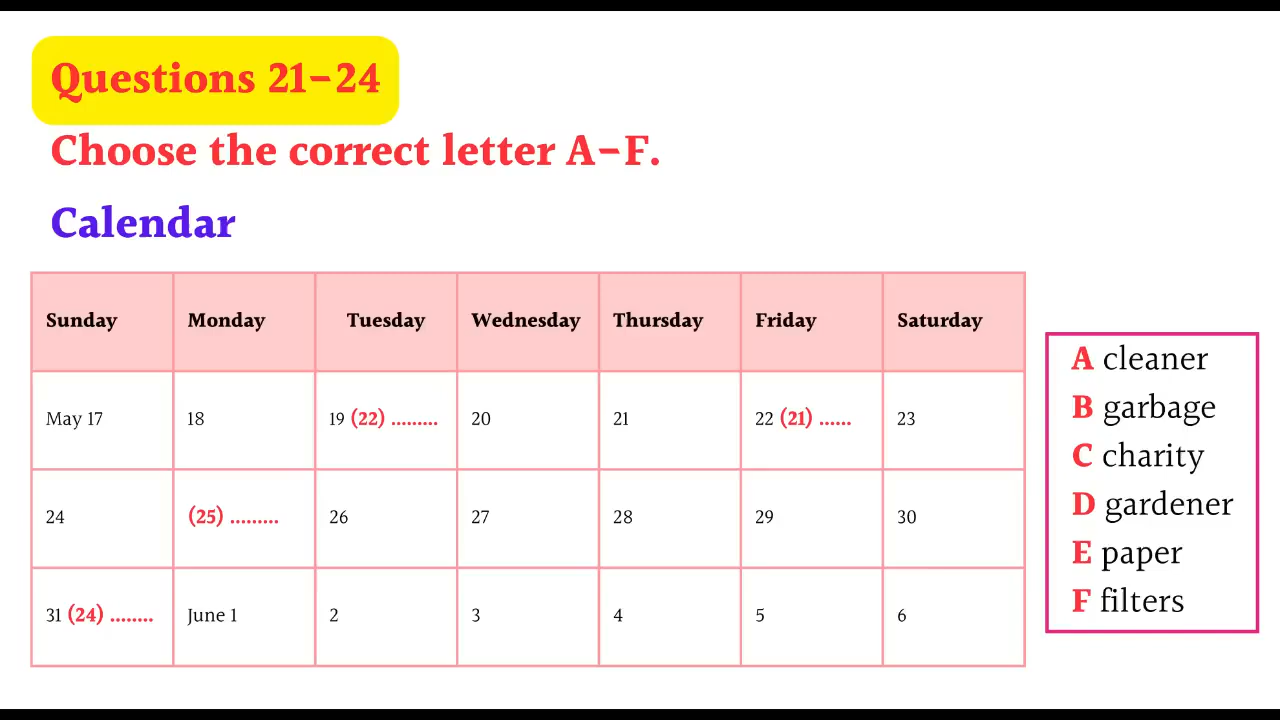 Questions 21–24
Choose the correct letter A–F.
Calendar
Sunday Monday Tuesday Wednesday Thursday Friday Saturday
May 17 18 19 (22) ......... 20 21 22 (21) ...... 23
24 (25) ......... 26 27 28 29 30
31 (24) ........ June 1 2 3 4 5 6
A cleaner
B garbage
C charity
D gardener
E paper
F filters